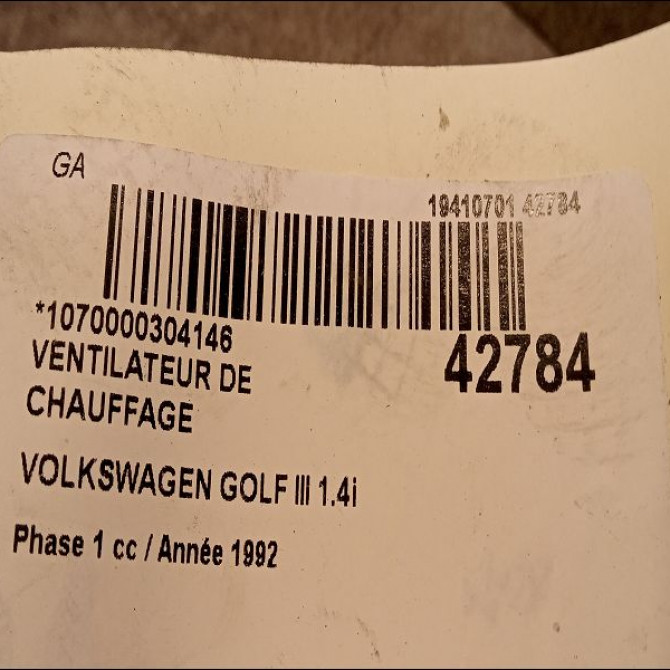 GA
19410701 42784
*1070000304146
42784
VENTILATEUR DE
CHAUFFAGE
VOLKSWAGEN GOLF III 1.4i
Phase 1 cc / Année 1992